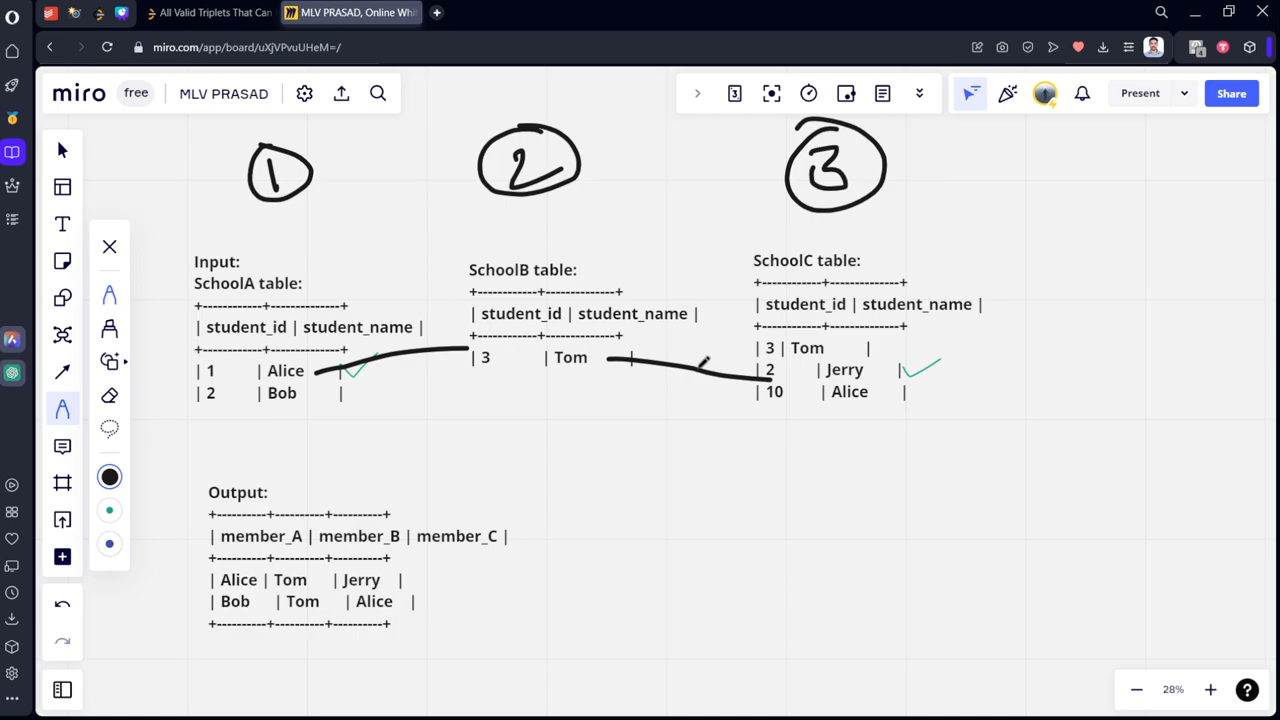 All Valid Triplets That Can
MLV PRASAD, Online Whi
miro.com/app/board/uXjVPvuUHeM=/
miro free MLV PRASAD
3
Present
Share
1 2 3
Input:
SchoolA table:
+-----------+--------------+
| student_id | student_name |
+-----------+--------------+
| 1 | Alice |
| 2 | Bob |
SchoolB table:
+-----------+--------------+
| student_id | student_name |
+-----------+--------------+
| 3 | Tom |
SchoolC table:
+-----------+--------------+
| student_id | student_name |
+-----------+--------------+
| 3 | Tom |
| 2 | Jerry |
| 10 | Alice |
Output:
+----------+----------+----------+
| member_A | member_B | member_C |
+----------+----------+----------+
| Alice | Tom | Jerry |
| Bob | Tom | Alice |
+----------+----------+----------+
28%